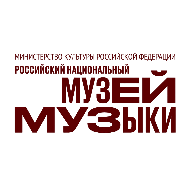 МИНИСТЕРСТВО КУЛЬТУРЫ РОССИЙСКОЙ ФЕДЕРАЦИИ
РОССИЙСКИЙ НАЦИОНАЛЬНЫЙ
МУЗЕЙ
МУЗЫКИ